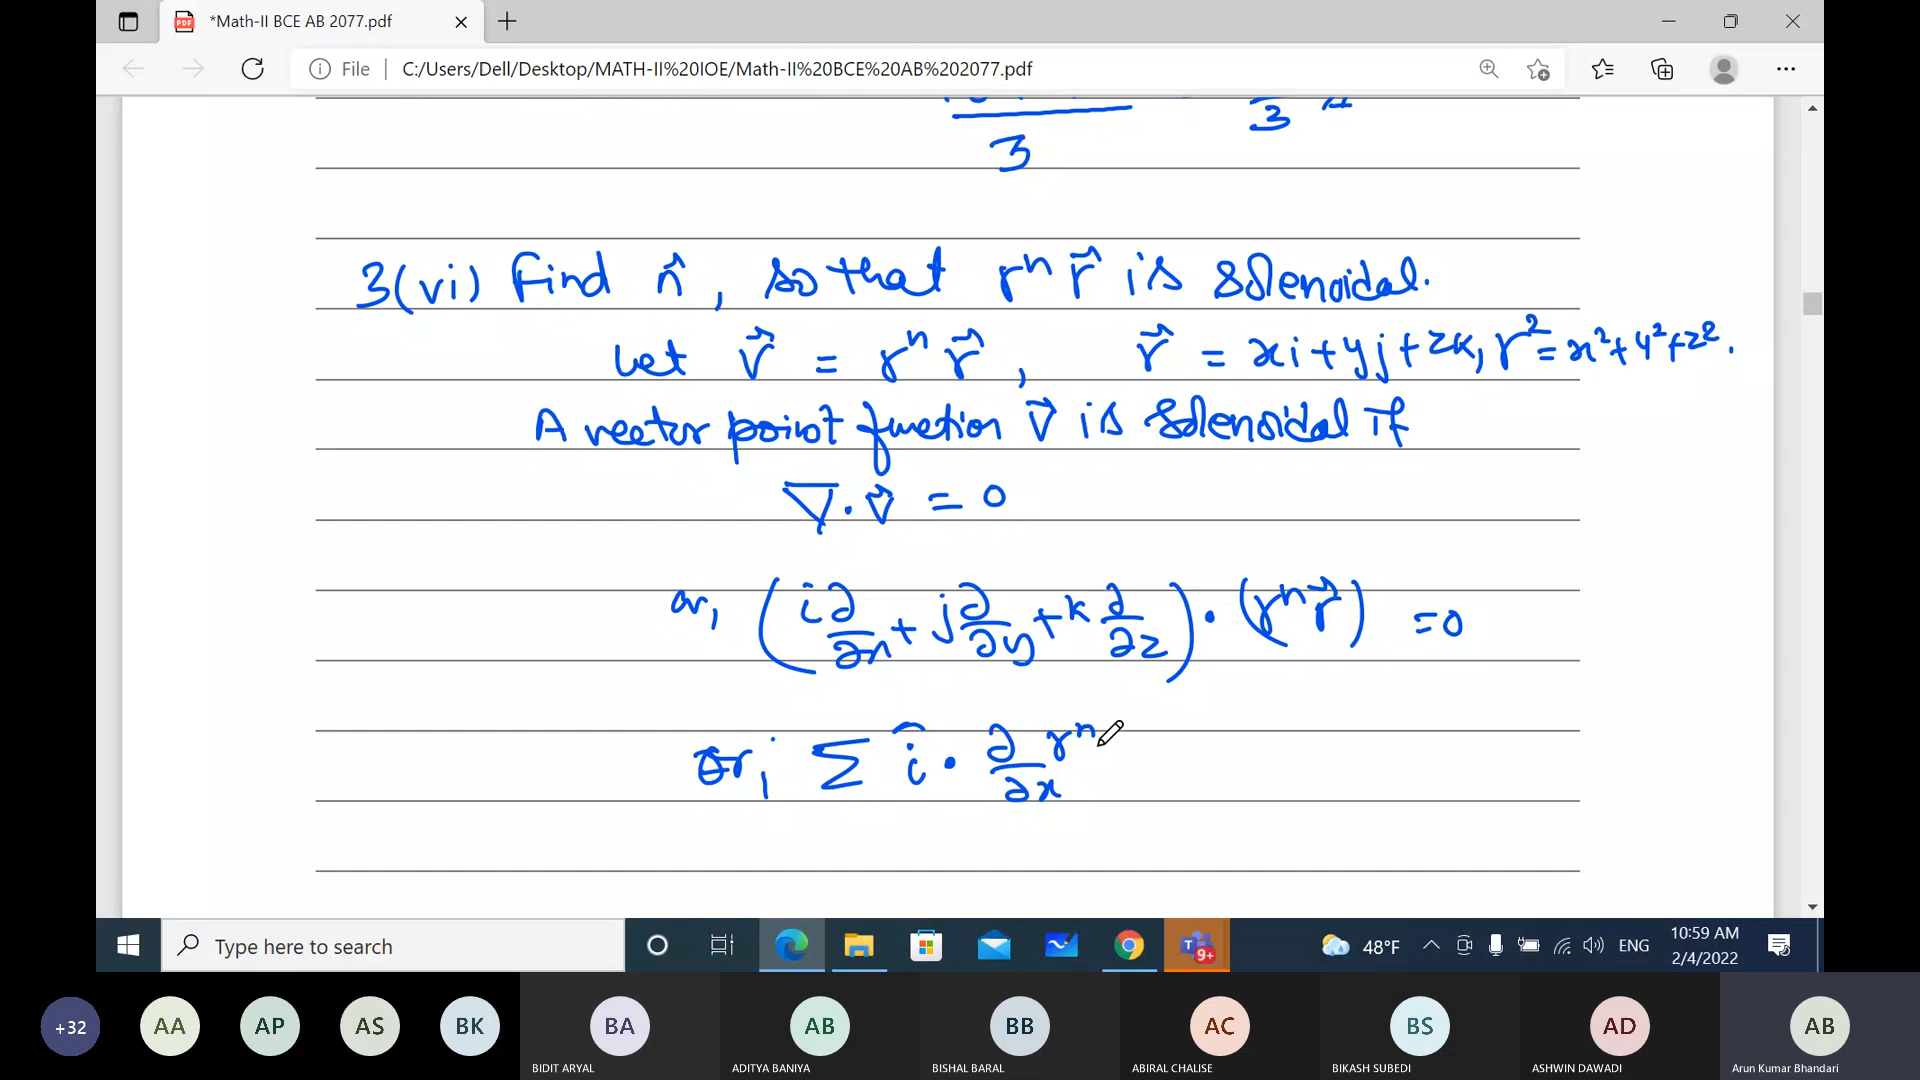 *Math-II BCE AB 2077.pdf
File | C:/Users/Dell/Desktop/MATH-II%20IOE/Math-II%20BCE%20AB%202077.pdf
3
3
3(vi) Find n̂, so that rⁿ r⃗ is solenoidal.
Let v⃗ = rⁿ r⃗, r⃗ = xi+yj+zk, r² = x²+y²+z².
A vector point function v⃗ is solenoidal if
∇·v⃗ = 0
or, (i ∂/∂x + j ∂/∂y + k ∂/∂z)·(rⁿ r⃗) = 0
or, Σ î · ∂/∂x rⁿ
Type here to search
9+
48°F
ENG
10:59 AM
2/4/2022
+32
AA
AP
AS
BK
BA
AB
BB
AC
BS
AD
AB
BIDIT ARYAL
ADITYA BANIYA
BISHAL BARAL
ABIRAL CHALISE
BIKASH SUBEDI
ASHWIN DAWADI
Arun Kumar Bhandari